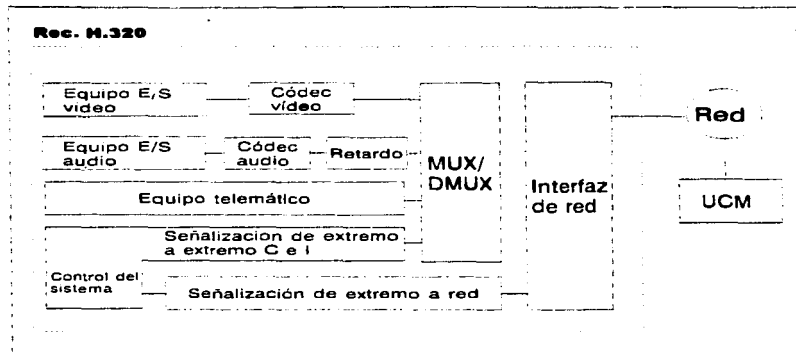 Rec. H.320
Equipo E,S
video
Códec
vídeo
Equipo E/S
audio
Códec
audio
Retardo
MUX/
DMUX
Equipo telemático
Señalizacion de extremo
a extremo C e I
Control del
sistema
Señalización de extremo a red
Interfaz
de red
Red
UCM